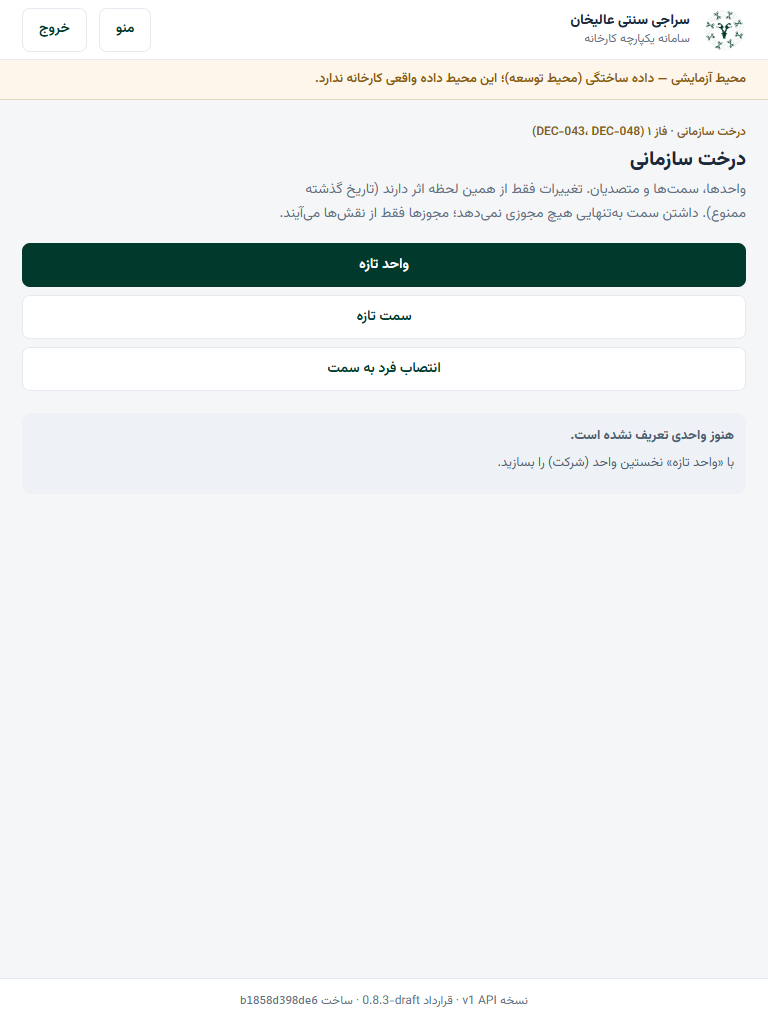 سراجی سنتی عالیخان
سامانه یکپارچه کارخانه
منو
خروج
محیط آزمایشی — داده ساختگی (محیط توسعه)؛ این محیط داده واقعی کارخانه ندارد.
درخت سازمانی · فاز ۱ (DEC-043، DEC-048)
درخت سازمانی
واحدها، سمت‌ها و متصدیان. تغییرات فقط از همین لحظه اثر دارند (تاریخ گذشته
ممنوع). داشتن سمت به‌تنهایی هیچ مجوزی نمی‌دهد؛ مجوزها فقط از نقش‌ها می‌آیند.
واحد تازه
سمت تازه
انتصاب فرد به سمت
هنوز واحدی تعریف نشده است.
با «واحد تازه» نخستین واحد (شرکت) را بسازید.
نسخه v1 API · قرارداد 0.8.3-draft · ساخت b1858d398de6